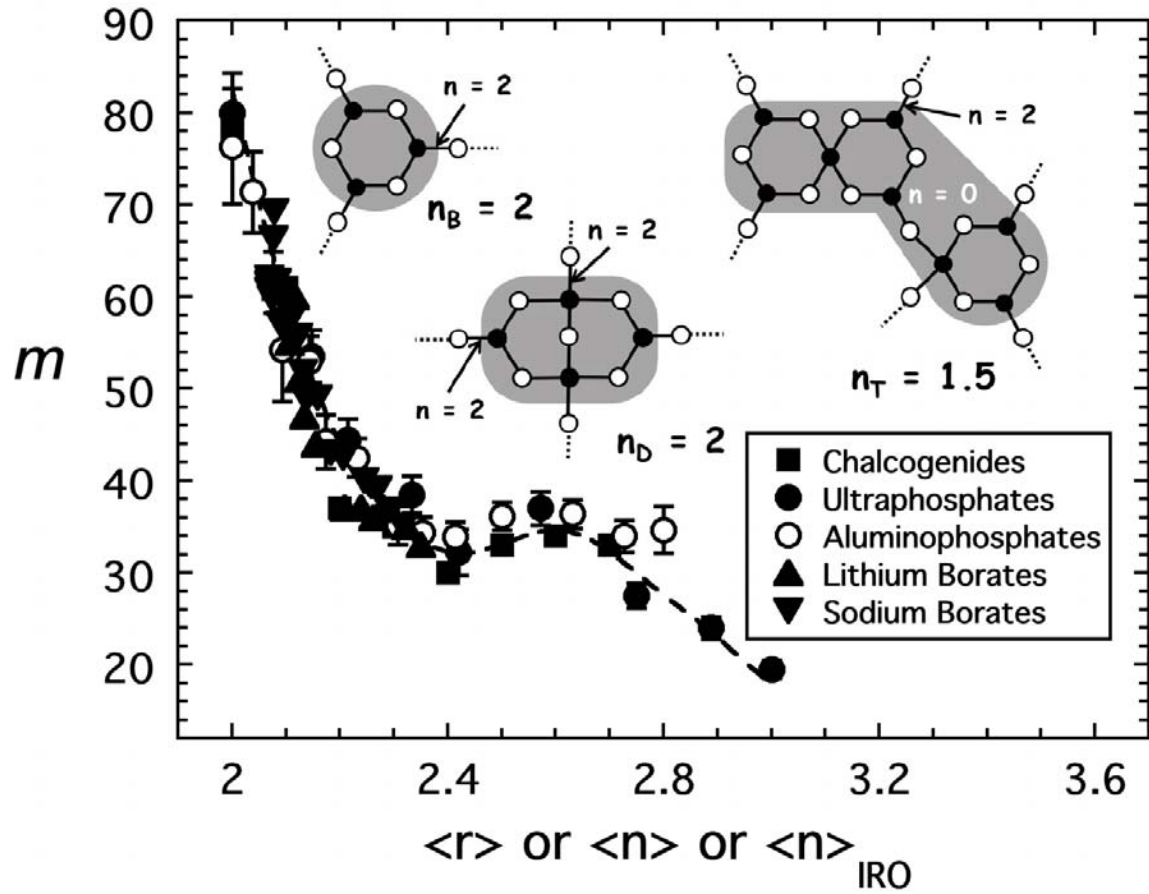 90
80
70
60
50
40
30
20
m
2
2.4
2.8
3.2
3.6
<r> or <n> or <n>IRO
n = 2
nB = 2
n = 2
n = 2
nD = 2
n = 2
n = 0
nT = 1.5
Chalcogenides
Ultraphosphates
Aluminophosphates
Lithium Borates
Sodium Borates